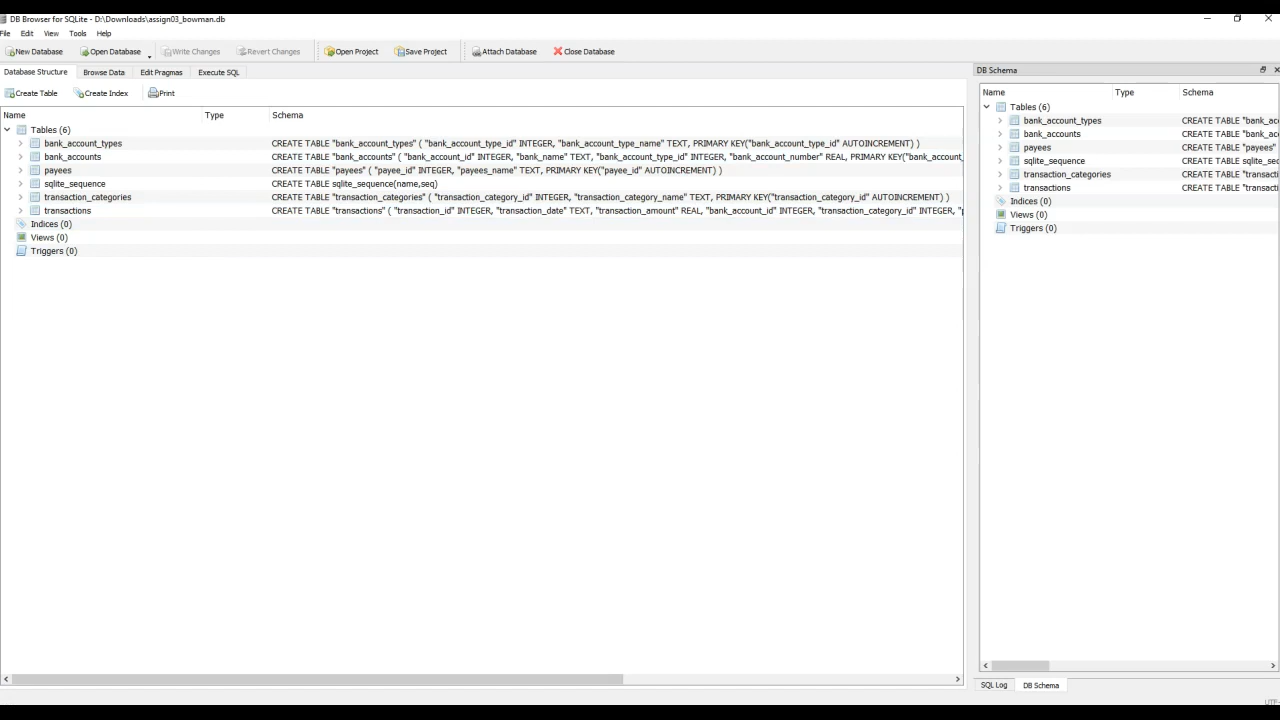 DB Browser for SQLite - D:\Downloads\assign03_bowman.db
File Edit View Tools Help
New Database Open Database Write Changes Revert Changes Open Project Save Project Attach Database Close Database
Database Structure Browse Data Edit Pragmas Execute SQL
Create Table Create Index Print
Name Type Schema
Tables (6)
bank_account_types CREATE TABLE "bank_account_types" ( "bank_account_type_id" INTEGER, "bank_account_type_name" TEXT, PRIMARY KEY("bank_account_type_id" AUTOINCREMENT) )
bank_accounts CREATE TABLE "bank_accounts" ( "bank_account_id" INTEGER, "bank_name" TEXT, "bank_account_type_id" INTEGER, "bank_account_number" REAL, PRIMARY KEY("bank_account_
payees CREATE TABLE "payees" ( "payee_id" INTEGER, "payees_name" TEXT, PRIMARY KEY("payee_id" AUTOINCREMENT) )
sqlite_sequence CREATE TABLE sqlite_sequence(name,seq)
transaction_categories CREATE TABLE "transaction_categories" ( "transaction_category_id" INTEGER, "transaction_category_name" TEXT, PRIMARY KEY("transaction_category_id" AUTOINCREMENT) )
transactions CREATE TABLE "transactions" ( "transaction_id" INTEGER, "transaction_date" TEXT, "transaction_amount" REAL, "bank_account_id" INTEGER, "transaction_category_id" INTEGER, "p
Indices (0)
Views (0)
Triggers (0)
DB Schema
Name Type Schema
Tables (6)
bank_account_types CREATE TABLE "bank_ac
bank_accounts CREATE TABLE "bank_ac
payees CREATE TABLE "payees"
sqlite_sequence CREATE TABLE sqlite_se
transaction_categories CREATE TABLE "transacti
transactions CREATE TABLE "transact
Indices (0)
Views (0)
Triggers (0)
SQL Log DB Schema
UTF-